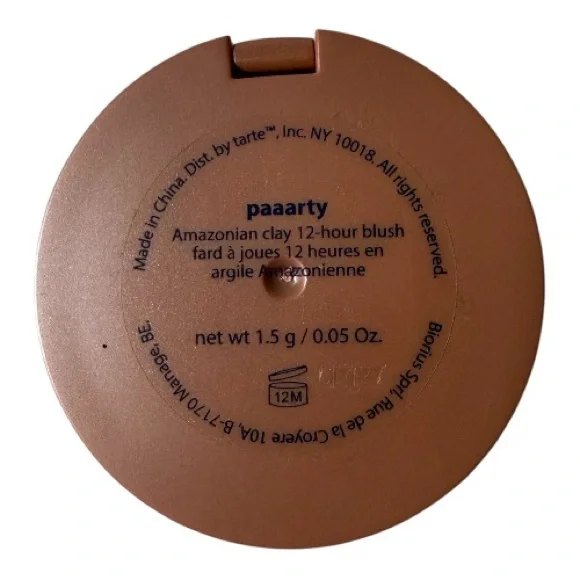 Made in China. Dist. by tarte™, Inc. NY 10018. All rights reserved.
paaarty
Amazonian clay 12-hour blush
fard à joues 12 heures en
argile Amazonienne
net wt 1.5 g / 0.05 Oz.
12M
Biorius Sprl, Rue de la Croyere 10A, B-7170 Manage, BE.